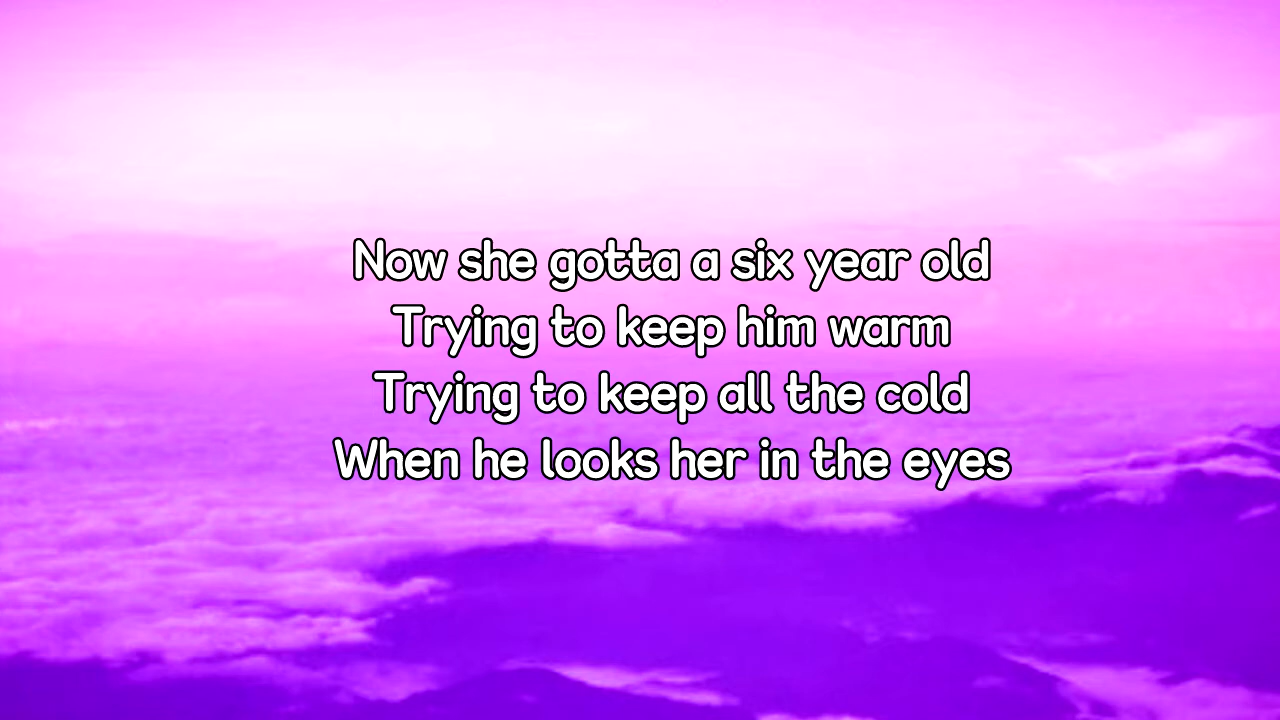 Now she gotta a six year old
Trying to keep him warm
Trying to keep all the cold
When he looks her in the eyes